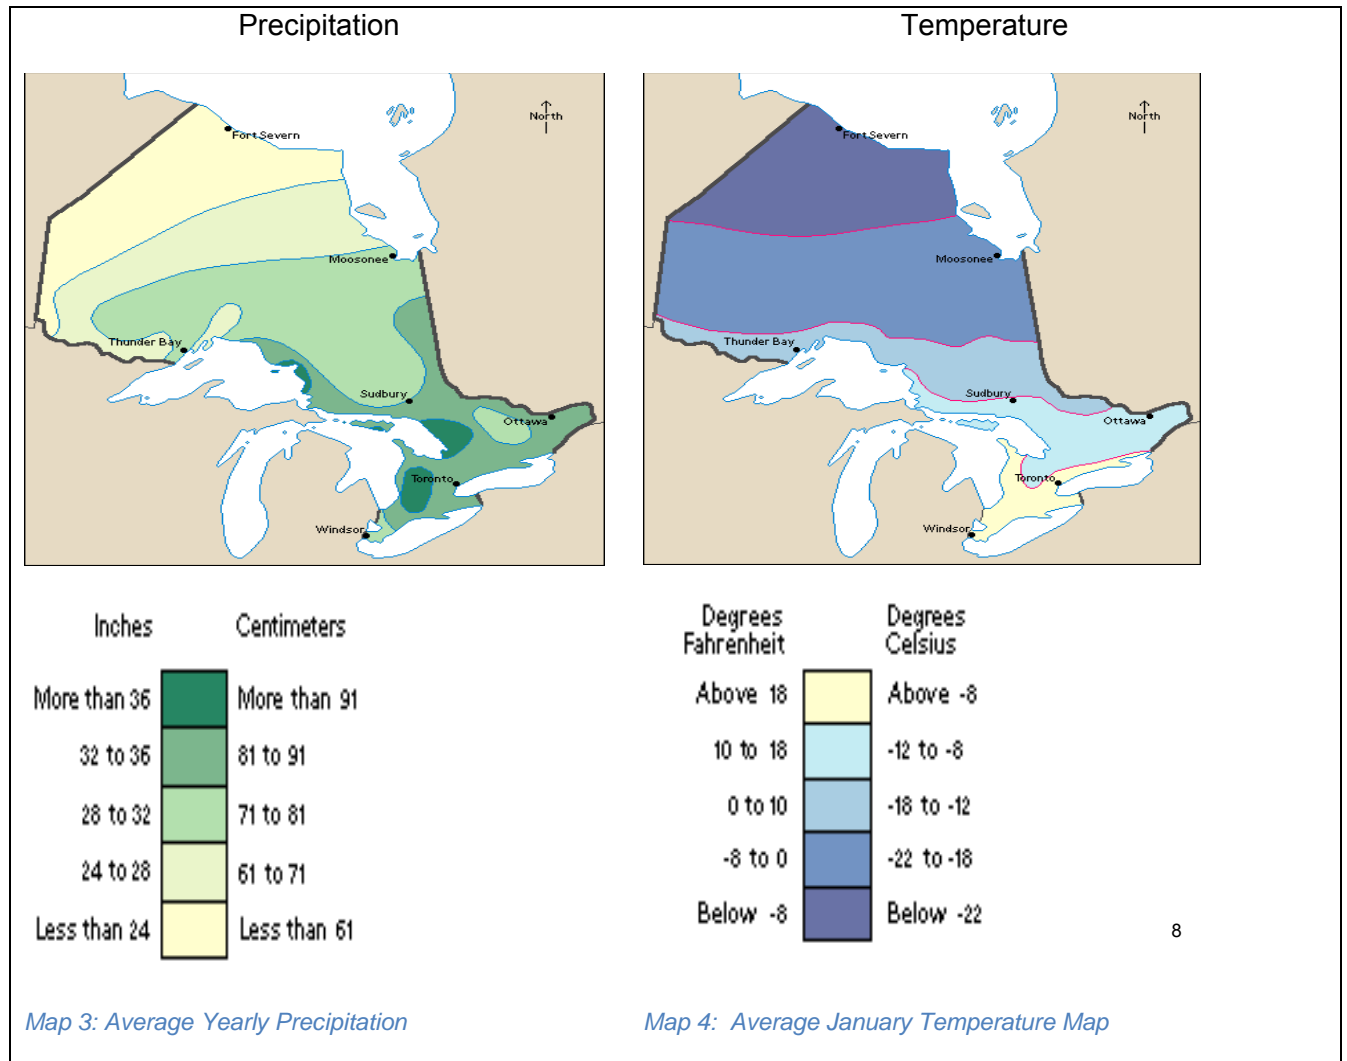 Precipitation
Temperature
North
Fort Severn
Moosonee
Thunder Bay
Sudbury
Ottawa
Toronto
Windsor
North
Fort Severn
Moosonee
Thunder Bay
Sudbury
Ottawa
Toronto
Windsor
Inches Centimeters
More than 36 More than 91
32 to 36 81 to 91
28 to 32 71 to 81
24 to 28 61 to 71
Less than 24 Less than 61
Degrees Fahrenheit Degrees Celsius
Above 18 Above -8
10 to 18 -12 to -8
0 to 10 -18 to -12
-8 to 0 -22 to -18
Below -8 Below -22
8
Map 3: Average Yearly Precipitation
Map 4: Average January Temperature Map